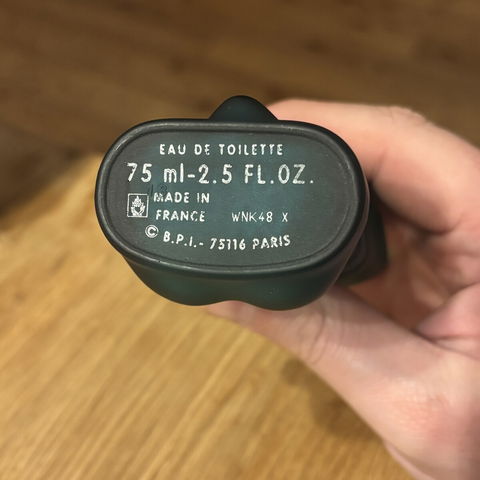 EAU DE TOILETTE
75 ml-2.5 FL.OZ.
MADE IN
FRANCE WNK48 X
© B.P.I.- 75116 PARIS